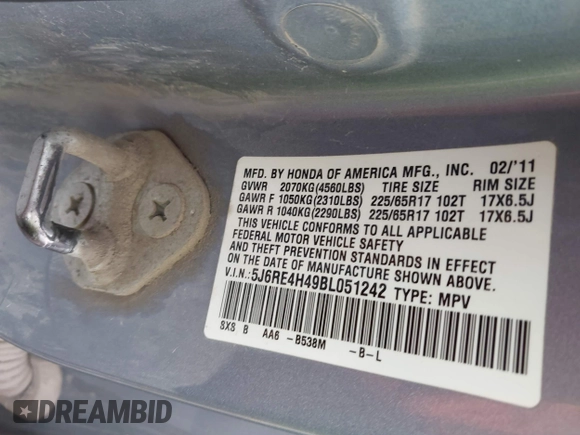 MFD. BY HONDA OF AMERICA MFG., INC. 02/'11
GVWR 2070KG(4560LBS) TIRE SIZE RIM SIZE
GAWR F 1050KG(2310LBS) 225/65R17 102T 17X6.5J
GAWR R 1040KG(2290LBS) 225/65R17 102T 17X6.5J
THIS VEHICLE CONFORMS TO ALL APPLICABLE
FEDERAL MOTOR VEHICLE SAFETY
AND THEFT PREVENTION STANDARDS IN EFFECT
ON THE DATE OF MANUFACTURE SHOWN ABOVE.
V.I.N.: 5J6RE4H49BL051242 TYPE: MPV
SXS B AA6 -B538M -B-L
DREAMBID